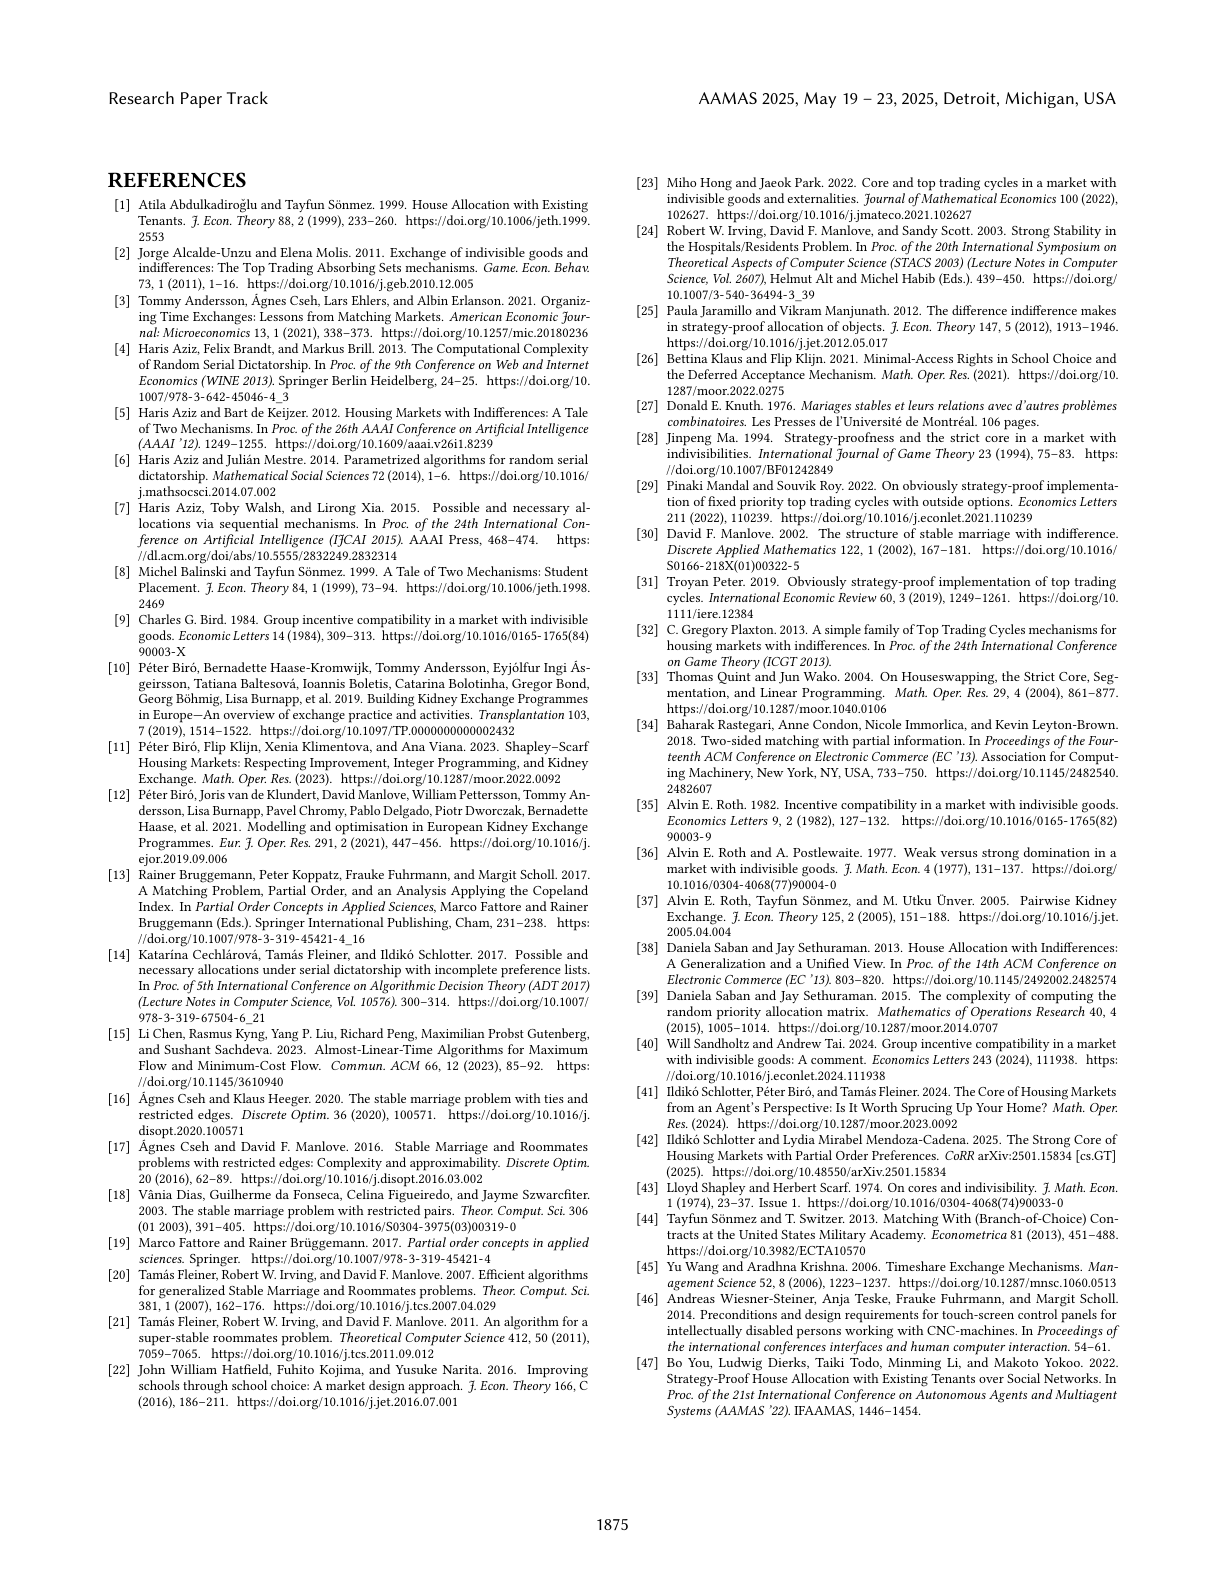 Research Paper Track
AAMAS 2025, May 19 – 23, 2025, Detroit, Michigan, USA
REFERENCES
[1] Atila Abdulkadiroğlu and Tayfun Sönmez. 1999. House Allocation with Existing
Tenants. J. Econ. Theory 88, 2 (1999), 233–260. https://doi.org/10.1006/jeth.1999.
2553
[2] Jorge Alcalde-Unzu and Elena Molis. 2011. Exchange of indivisible goods and
indifferences: The Top Trading Absorbing Sets mechanisms. Game. Econ. Behav.
73, 1 (2011), 1–16. https://doi.org/10.1016/j.geb.2010.12.005
[3] Tommy Andersson, Ágnes Cseh, Lars Ehlers, and Albin Erlanson. 2021. Organiz-
ing Time Exchanges: Lessons from Matching Markets. American Economic Jour-
nal: Microeconomics 13, 1 (2021), 338–373. https://doi.org/10.1257/mic.20180236
[4] Haris Aziz, Felix Brandt, and Markus Brill. 2013. The Computational Complexity
of Random Serial Dictatorship. In Proc. of the 9th Conference on Web and Internet
Economics (WINE 2013). Springer Berlin Heidelberg, 24–25. https://doi.org/10.
1007/978-3-642-45046-4_3
[5] Haris Aziz and Bart de Keijzer. 2012. Housing Markets with Indifferences: A Tale
of Two Mechanisms. In Proc. of the 26th AAAI Conference on Artificial Intelligence
(AAAI '12). 1249–1255. https://doi.org/10.1609/aaai.v26i1.8239
[6] Haris Aziz and Julián Mestre. 2014. Parametrized algorithms for random serial
dictatorship. Mathematical Social Sciences 72 (2014), 1–6. https://doi.org/10.1016/
j.mathsocsci.2014.07.002
[7] Haris Aziz, Toby Walsh, and Lirong Xia. 2015. Possible and necessary al-
locations via sequential mechanisms. In Proc. of the 24th International Con-
ference on Artificial Intelligence (IJCAI 2015). AAAI Press, 468–474. https:
//dl.acm.org/doi/abs/10.5555/2832249.2832314
[8] Michel Balinski and Tayfun Sönmez. 1999. A Tale of Two Mechanisms: Student
Placement. J. Econ. Theory 84, 1 (1999), 73–94. https://doi.org/10.1006/jeth.1998.
2469
[9] Charles G. Bird. 1984. Group incentive compatibility in a market with indivisible
goods. Economic Letters 14 (1984), 309–313. https://doi.org/10.1016/0165-1765(84)
90003-X
[10] Péter Biró, Bernadette Haase-Kromwijk, Tommy Andersson, Eyjólfur Ingi Ás-
geirsson, Tatiana Baltesová, Ioannis Boletis, Catarina Bolotinha, Gregor Bond,
Georg Böhmig, Lisa Burnapp, et al. 2019. Building Kidney Exchange Programmes
in Europe—An overview of exchange practice and activities. Transplantation 103,
7 (2019), 1514–1522. https://doi.org/10.1097/TP.0000000000002432
[11] Péter Biró, Flip Klijn, Xenia Klimentova, and Ana Viana. 2023. Shapley–Scarf
Housing Markets: Respecting Improvement, Integer Programming, and Kidney
Exchange. Math. Oper. Res. (2023). https://doi.org/10.1287/moor.2022.0092
[12] Péter Biró, Joris van de Klundert, David Manlove, William Pettersson, Tommy An-
dersson, Lisa Burnapp, Pavel Chromy, Pablo Delgado, Piotr Dworczak, Bernadette
Haase, et al. 2021. Modelling and optimisation in European Kidney Exchange
Programmes. Eur. J. Oper. Res. 291, 2 (2021), 447–456. https://doi.org/10.1016/j.
ejor.2019.09.006
[13] Rainer Bruggemann, Peter Koppatz, Frauke Fuhrmann, and Margit Scholl. 2017.
A Matching Problem, Partial Order, and an Analysis Applying the Copeland
Index. In Partial Order Concepts in Applied Sciences, Marco Fattore and Rainer
Bruggemann (Eds.). Springer International Publishing, Cham, 231–238. https:
//doi.org/10.1007/978-3-319-45421-4_16
[14] Katarína Cechlárová, Tamás Fleiner, and Ildikó Schlotter. 2017. Possible and
necessary allocations under serial dictatorship with incomplete preference lists.
In Proc. of 5th International Conference on Algorithmic Decision Theory (ADT 2017)
(Lecture Notes in Computer Science, Vol. 10576). 300–314. https://doi.org/10.1007/
978-3-319-67504-6_21
[15] Li Chen, Rasmus Kyng, Yang P. Liu, Richard Peng, Maximilian Probst Gutenberg,
and Sushant Sachdeva. 2023. Almost-Linear-Time Algorithms for Maximum
Flow and Minimum-Cost Flow. Commun. ACM 66, 12 (2023), 85–92. https:
//doi.org/10.1145/3610940
[16] Ágnes Cseh and Klaus Heeger. 2020. The stable marriage problem with ties and
restricted edges. Discrete Optim. 36 (2020), 100571. https://doi.org/10.1016/j.
disopt.2020.100571
[17] Ágnes Cseh and David F. Manlove. 2016. Stable Marriage and Roommates
problems with restricted edges: Complexity and approximability. Discrete Optim.
20 (2016), 62–89. https://doi.org/10.1016/j.disopt.2016.03.002
[18] Vânia Dias, Guilherme da Fonseca, Celina Figueiredo, and Jayme Szwarcfiter.
2003. The stable marriage problem with restricted pairs. Theor. Comput. Sci. 306
(01 2003), 391–405. https://doi.org/10.1016/S0304-3975(03)00319-0
[19] Marco Fattore and Rainer Brüggemann. 2017. Partial order concepts in applied
sciences. Springer. https://doi.org/10.1007/978-3-319-45421-4
[20] Tamás Fleiner, Robert W. Irving, and David F. Manlove. 2007. Efficient algorithms
for generalized Stable Marriage and Roommates problems. Theor. Comput. Sci.
381, 1 (2007), 162–176. https://doi.org/10.1016/j.tcs.2007.04.029
[21] Tamás Fleiner, Robert W. Irving, and David F. Manlove. 2011. An algorithm for a
super-stable roommates problem. Theoretical Computer Science 412, 50 (2011),
7059–7065. https://doi.org/10.1016/j.tcs.2011.09.012
[22] John William Hatfield, Fuhito Kojima, and Yusuke Narita. 2016. Improving
schools through school choice: A market design approach. J. Econ. Theory 166, C
(2016), 186–211. https://doi.org/10.1016/j.jet.2016.07.001
[23] Miho Hong and Jaeok Park. 2022. Core and top trading cycles in a market with
indivisible goods and externalities. Journal of Mathematical Economics 100 (2022),
102627. https://doi.org/10.1016/j.jmateco.2021.102627
[24] Robert W. Irving, David F. Manlove, and Sandy Scott. 2003. Strong Stability in
the Hospitals/Residents Problem. In Proc. of the 20th International Symposium on
Theoretical Aspects of Computer Science (STACS 2003) (Lecture Notes in Computer
Science, Vol. 2607), Helmut Alt and Michel Habib (Eds.). 439–450. https://doi.org/
10.1007/3-540-36494-3_39
[25] Paula Jaramillo and Vikram Manjunath. 2012. The difference indifference makes
in strategy-proof allocation of objects. J. Econ. Theory 147, 5 (2012), 1913–1946.
https://doi.org/10.1016/j.jet.2012.05.017
[26] Bettina Klaus and Flip Klijn. 2021. Minimal-Access Rights in School Choice and
the Deferred Acceptance Mechanism. Math. Oper. Res. (2021). https://doi.org/10.
1287/moor.2022.0275
[27] Donald E. Knuth. 1976. Mariages stables et leurs relations avec d'autres problèmes
combinatoires. Les Presses de l'Université de Montréal. 106 pages.
[28] Jinpeng Ma. 1994. Strategy-proofness and the strict core in a market with
indivisibilities. International Journal of Game Theory 23 (1994), 75–83. https:
//doi.org/10.1007/BF01242849
[29] Pinaki Mandal and Souvik Roy. 2022. On obviously strategy-proof implementa-
tion of fixed priority top trading cycles with outside options. Economics Letters
211 (2022), 110239. https://doi.org/10.1016/j.econlet.2021.110239
[30] David F. Manlove. 2002. The structure of stable marriage with indifference.
Discrete Applied Mathematics 122, 1 (2002), 167–181. https://doi.org/10.1016/
S0166-218X(01)00322-5
[31] Troyan Peter. 2019. Obviously strategy-proof implementation of top trading
cycles. International Economic Review 60, 3 (2019), 1249–1261. https://doi.org/10.
1111/iere.12384
[32] C. Gregory Plaxton. 2013. A simple family of Top Trading Cycles mechanisms for
housing markets with indifferences. In Proc. of the 24th International Conference
on Game Theory (ICGT 2013).
[33] Thomas Quint and Jun Wako. 2004. On Houseswapping, the Strict Core, Seg-
mentation, and Linear Programming. Math. Oper. Res. 29, 4 (2004), 861–877.
https://doi.org/10.1287/moor.1040.0106
[34] Baharak Rastegari, Anne Condon, Nicole Immorlica, and Kevin Leyton-Brown.
2018. Two-sided matching with partial information. In Proceedings of the Four-
teenth ACM Conference on Electronic Commerce (EC '13). Association for Comput-
ing Machinery, New York, NY, USA, 733–750. https://doi.org/10.1145/2482540.
2482607
[35] Alvin E. Roth. 1982. Incentive compatibility in a market with indivisible goods.
Economics Letters 9, 2 (1982), 127–132. https://doi.org/10.1016/0165-1765(82)
90003-9
[36] Alvin E. Roth and A. Postlewaite. 1977. Weak versus strong domination in a
market with indivisible goods. J. Math. Econ. 4 (1977), 131–137. https://doi.org/
10.1016/0304-4068(77)90004-0
[37] Alvin E. Roth, Tayfun Sönmez, and M. Utku Ünver. 2005. Pairwise Kidney
Exchange. J. Econ. Theory 125, 2 (2005), 151–188. https://doi.org/10.1016/j.jet.
2005.04.004
[38] Daniela Saban and Jay Sethuraman. 2013. House Allocation with Indifferences:
A Generalization and a Unified View. In Proc. of the 14th ACM Conference on
Electronic Commerce (EC '13). 803–820. https://doi.org/10.1145/2492002.2482574
[39] Daniela Saban and Jay Sethuraman. 2015. The complexity of computing the
random priority allocation matrix. Mathematics of Operations Research 40, 4
(2015), 1005–1014. https://doi.org/10.1287/moor.2014.0707
[40] Will Sandholtz and Andrew Tai. 2024. Group incentive compatibility in a market
with indivisible goods: A comment. Economics Letters 243 (2024), 111938. https:
//doi.org/10.1016/j.econlet.2024.111938
[41] Ildikó Schlotter, Péter Biró, and Tamás Fleiner. 2024. The Core of Housing Markets
from an Agent's Perspective: Is It Worth Sprucing Up Your Home? Math. Oper.
Res. (2024). https://doi.org/10.1287/moor.2023.0092
[42] Ildikó Schlotter and Lydia Mirabel Mendoza-Cadena. 2025. The Strong Core of
Housing Markets with Partial Order Preferences. CoRR arXiv:2501.15834 [cs.GT]
(2025). https://doi.org/10.48550/arXiv.2501.15834
[43] Lloyd Shapley and Herbert Scarf. 1974. On cores and indivisibility. J. Math. Econ.
1 (1974), 23–37. Issue 1. https://doi.org/10.1016/0304-4068(74)90033-0
[44] Tayfun Sönmez and T. Switzer. 2013. Matching With (Branch-of-Choice) Con-
tracts at the United States Military Academy. Econometrica 81 (2013), 451–488.
https://doi.org/10.3982/ECTA10570
[45] Yu Wang and Aradhna Krishna. 2006. Timeshare Exchange Mechanisms. Man-
agement Science 52, 8 (2006), 1223–1237. https://doi.org/10.1287/mnsc.1060.0513
[46] Andreas Wiesner-Steiner, Anja Teske, Frauke Fuhrmann, and Margit Scholl.
2014. Preconditions and design requirements for touch-screen control panels for
intellectually disabled persons working with CNC-machines. In Proceedings of
the international conferences interfaces and human computer interaction. 54–61.
[47] Bo You, Ludwig Dierks, Taiki Todo, Minming Li, and Makoto Yokoo. 2022.
Strategy-Proof House Allocation with Existing Tenants over Social Networks. In
Proc. of the 21st International Conference on Autonomous Agents and Multiagent
Systems (AAMAS '22). IFAAMAS, 1446–1454.
1875